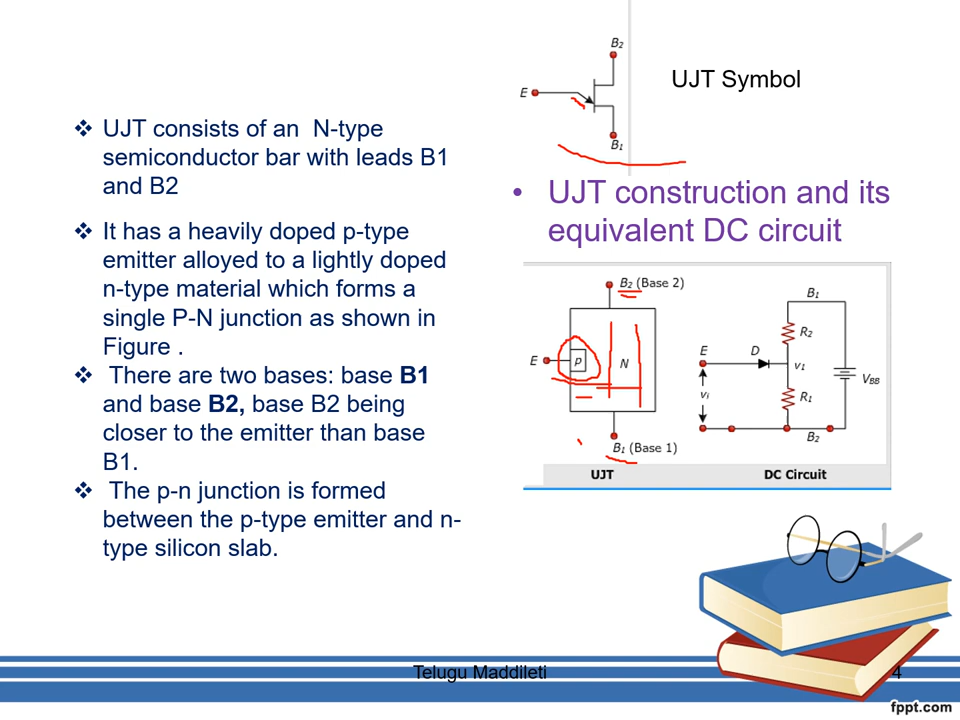 B2
E
B1
UJT Symbol
❖ UJT consists of an N-type
semiconductor bar with leads B1
and B2
❖ It has a heavily doped p-type
emitter alloyed to a lightly doped
n-type material which forms a
single P-N junction as shown in
Figure .
❖ There are two bases: base B1
and base B2, base B2 being
closer to the emitter than base
B1.
❖ The p-n junction is formed
between the p-type emitter and n-
type silicon slab.
• UJT construction and its
equivalent DC circuit
B2 (Base 2)
E
p
N
B1 (Base 1)
UJT
B1
R2
E
D
v1
vi
R1
VBB
B2
DC Circuit
Telugu Maddileti
4
fppt.com